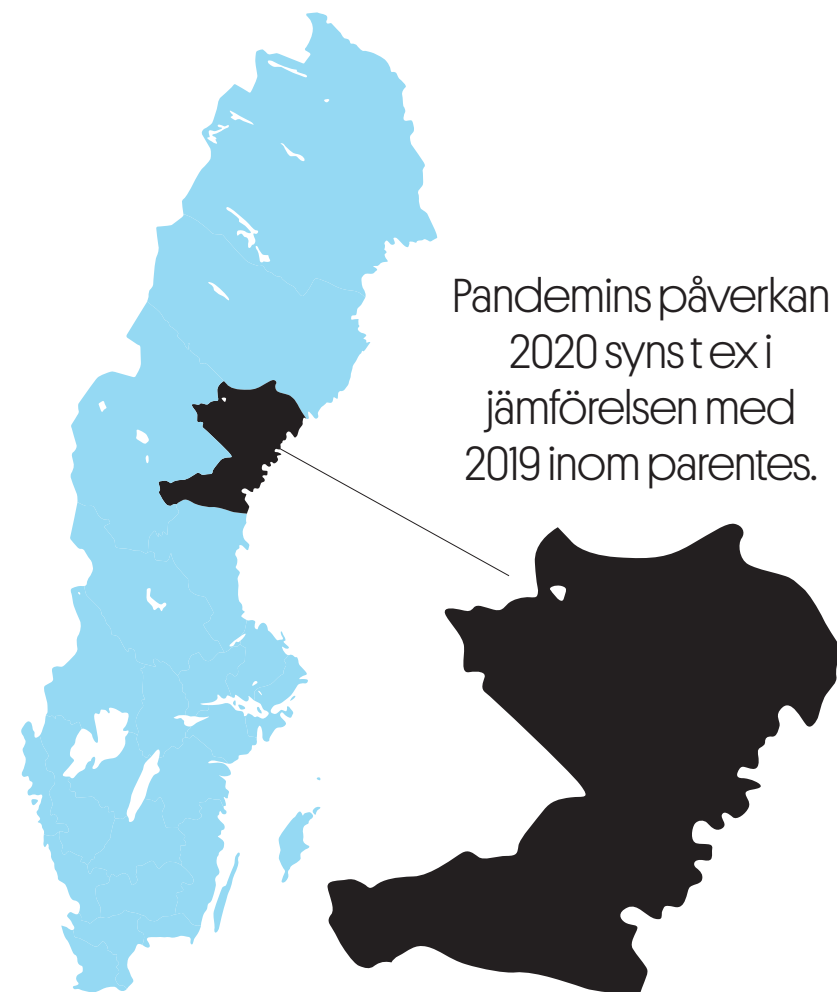 Pandemins påverkan
2020 syns t ex i
jämförelsen med
2019 inom parentes.